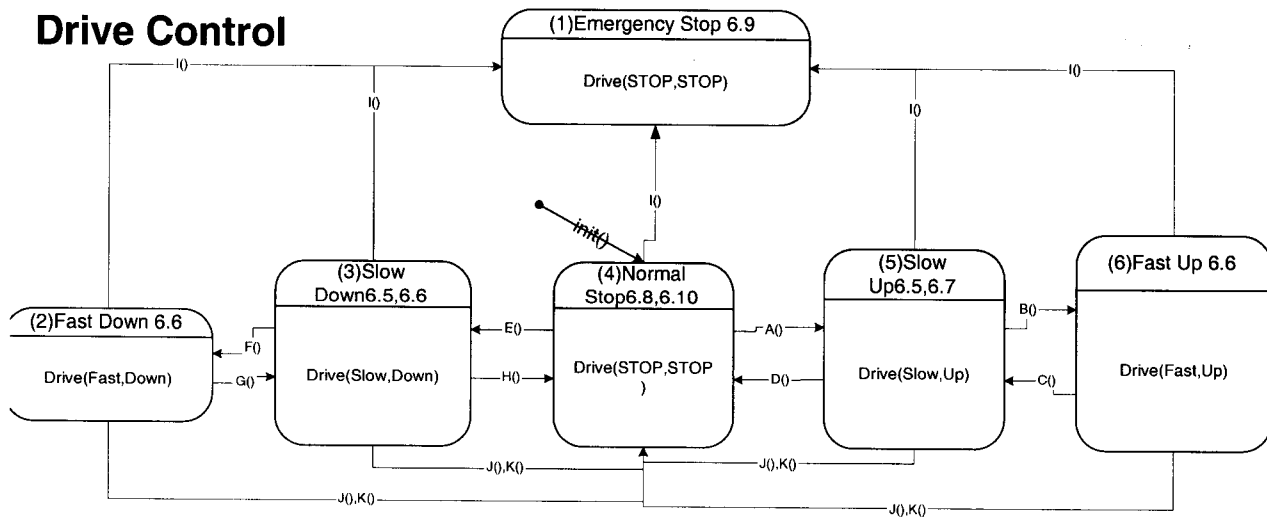 Drive Control
(1)Emergency Stop 6.9
Drive(STOP,STOP)
I()
I()
I()
I()
I()
init()
(2)Fast Down 6.6
Drive(Fast,Down)
(3)Slow
Down6.5,6.6
Drive(Slow,Down)
(4)Normal
Stop6.8,6.10
Drive(STOP,STOP
)
(5)Slow
Up6.5,6.7
Drive(Slow,Up)
(6)Fast Up 6.6
Drive(Fast,Up)
F()
G()
E()
H()
A()
D()
B()
C()
J(),K()
J(),K()
J(),K()
J(),K()